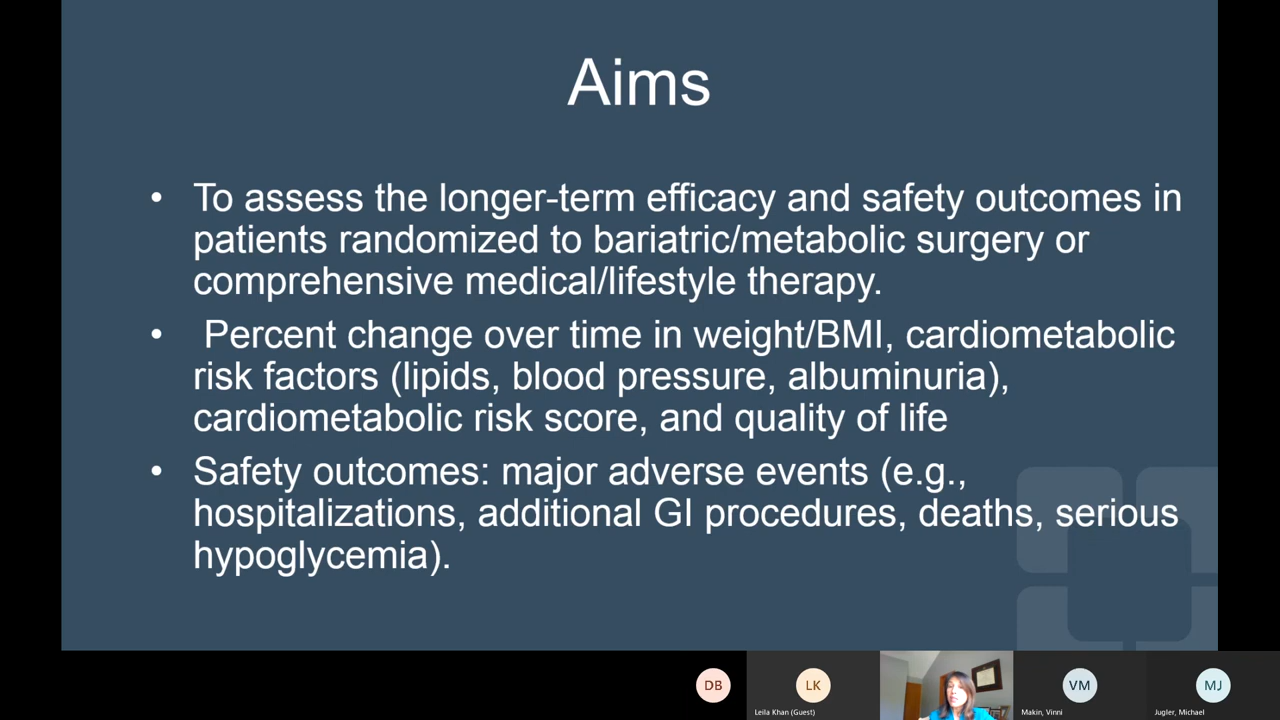 Aims
• To assess the longer-term efficacy and safety outcomes in
patients randomized to bariatric/metabolic surgery or
comprehensive medical/lifestyle therapy.
• Percent change over time in weight/BMI, cardiometabolic
risk factors (lipids, blood pressure, albuminuria),
cardiometabolic risk score, and quality of life
• Safety outcomes: major adverse events (e.g.,
hospitalizations, additional GI procedures, deaths, serious
hypoglycemia).
DB
LK
VM
MJ
Leila Khan (Guest)
Makin, Vinni
Jugler, Michael